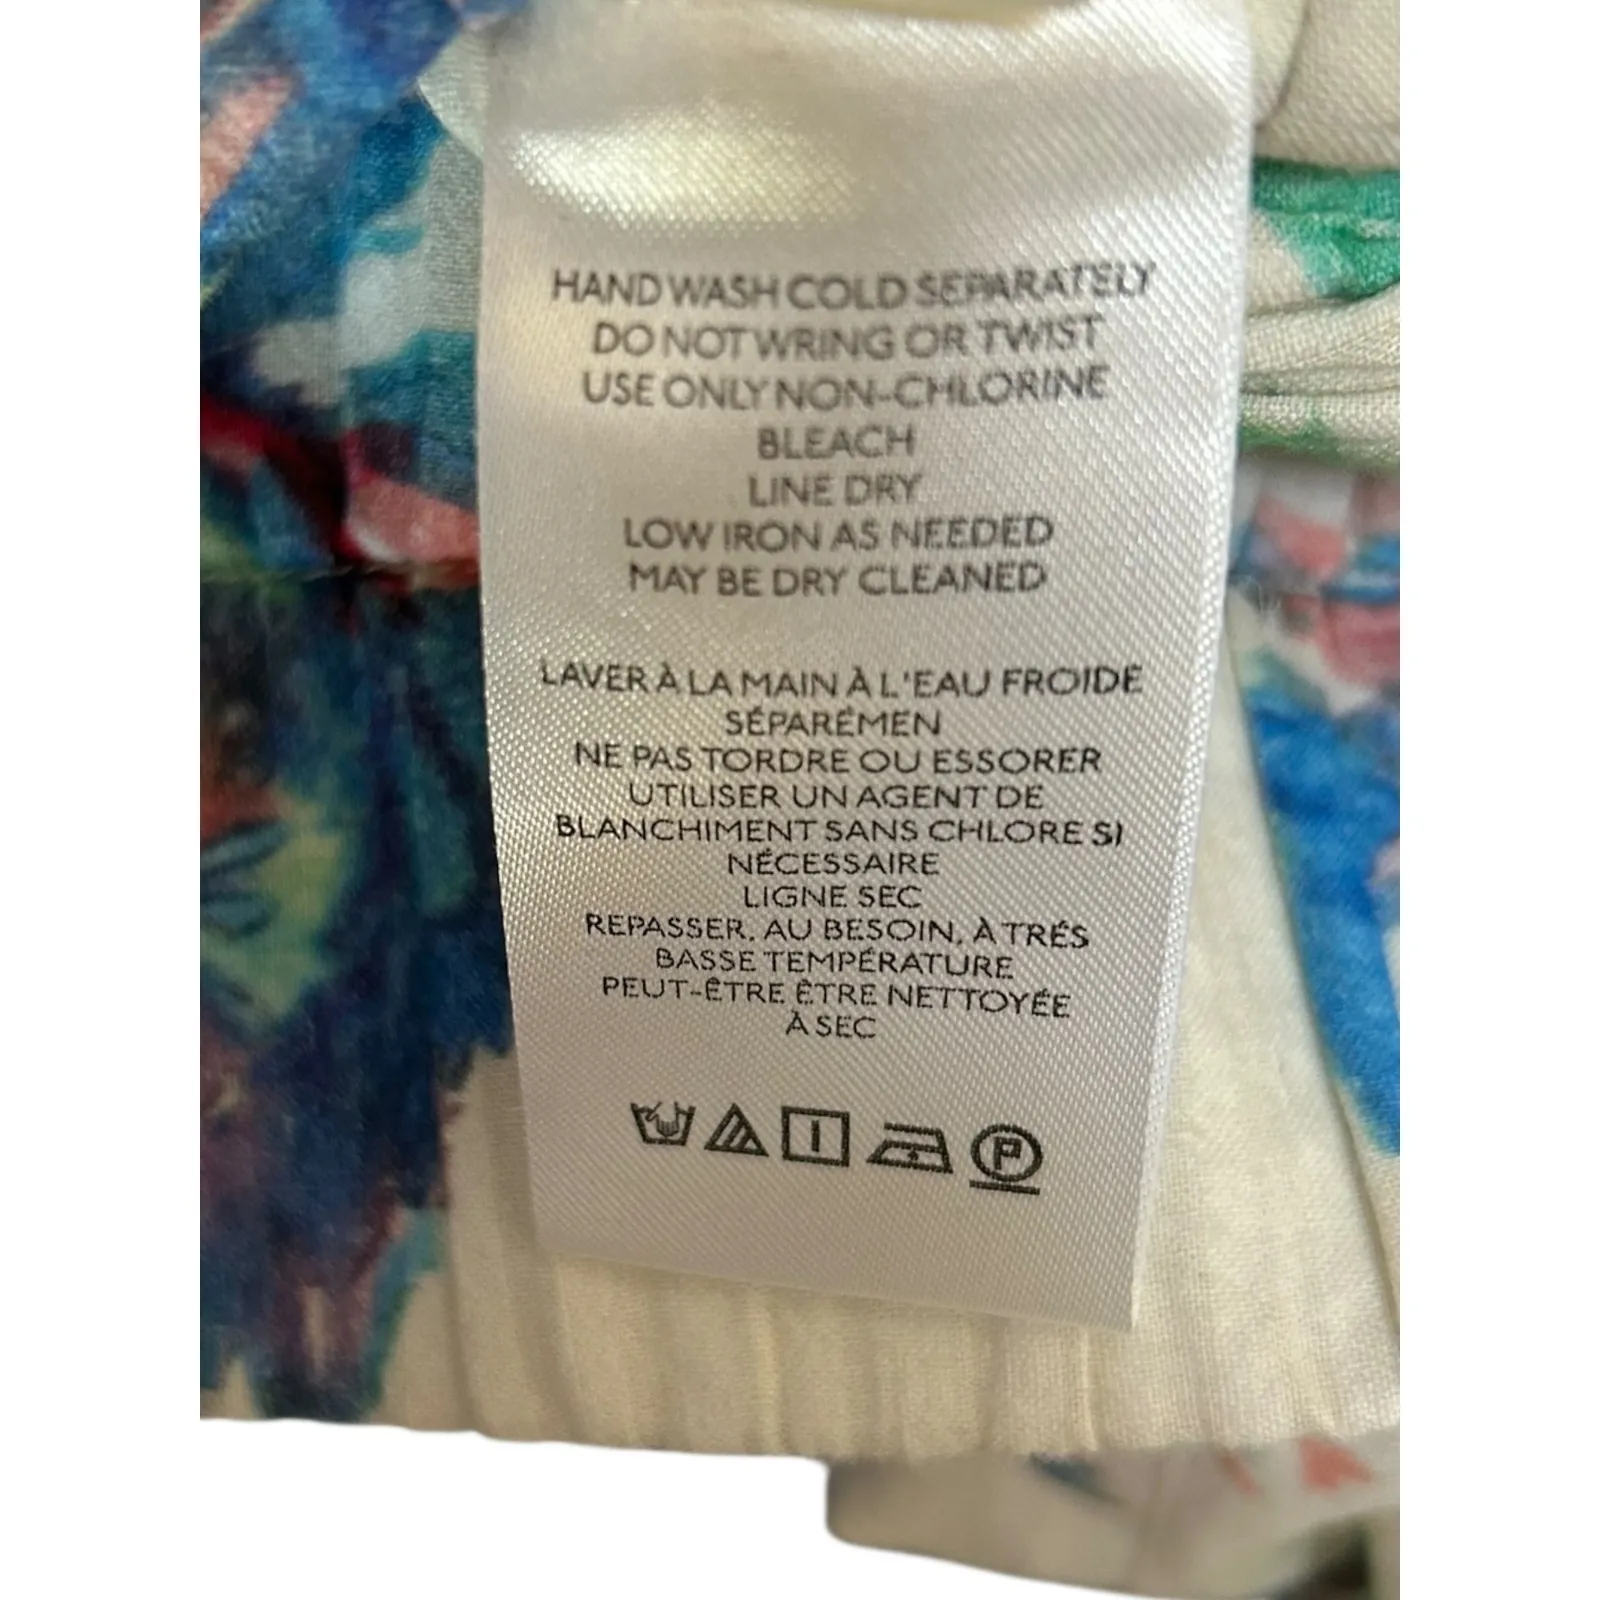 HAND WASH COLD SEPARATELY
DO NOT WRING OR TWIST
USE ONLY NON-CHLORINE
BLEACH
LINE DRY
LOW IRON AS NEEDED
MAY BE DRY CLEANED
LAVER À LA MAIN À L'EAU FROIDE
SÉPARÉMEN
NE PAS TORDRE OU ESSORER
UTILISER UN AGENT DE
BLANCHIMENT SANS CHLORE SI
NÉCESSAIRE
LIGNE SEC
REPASSER, AU BESOIN, À TRÉS
BASSE TEMPÉRATURE
PEUT-ÊTRE ÊTRE NETTOYÉE
À SEC
P